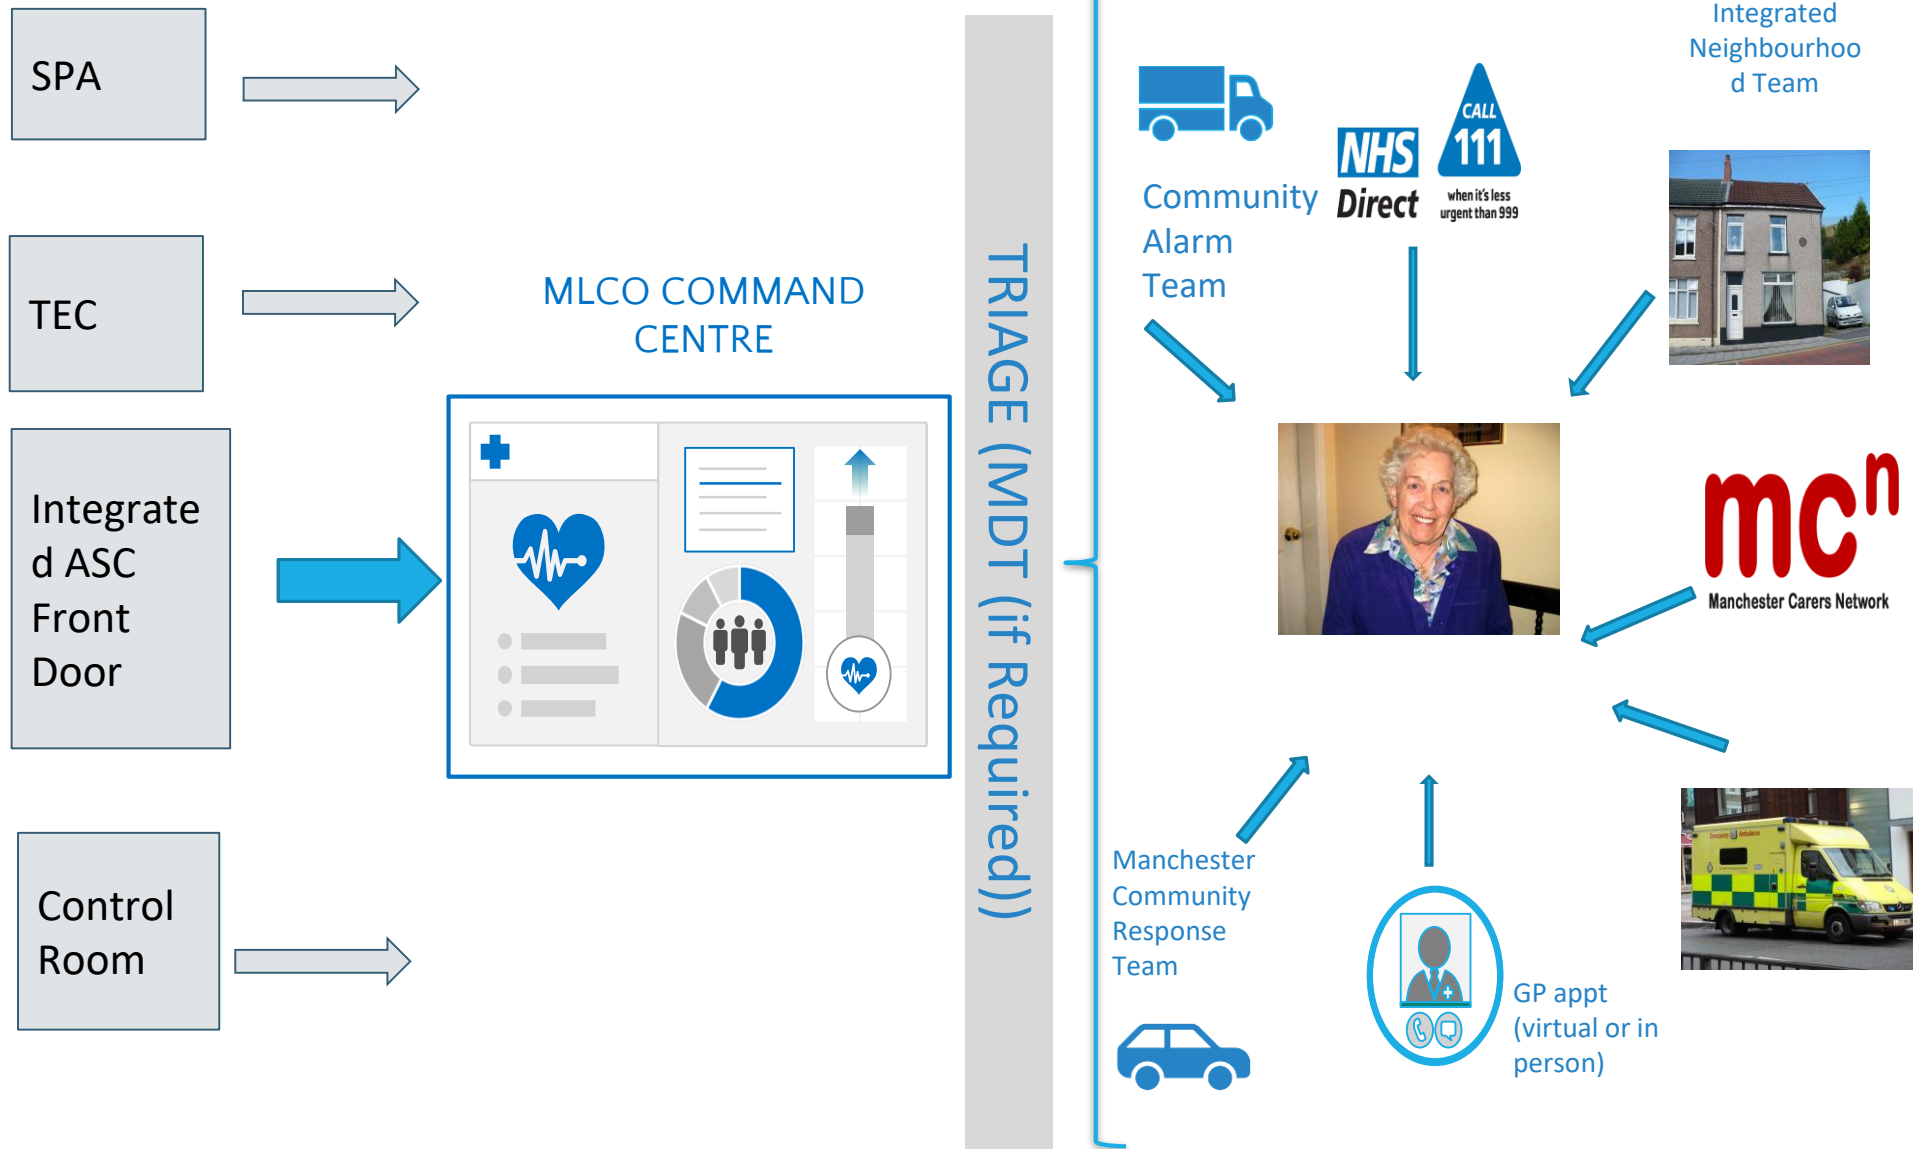 SPA
TEC
Integrate
d ASC
Front
Door
Control
Room
MLCO COMMAND
CENTRE
TRIAGE (MDT (if Required))
Community
Alarm
Team
NHS
Direct
CALL
111
when it's less
urgent than 999
Integrated
Neighbourhoo
d Team
mcn
Manchester Carers Network
Manchester
Community
Response
Team
GP appt
(virtual or in
person)
Emergency Ambulance